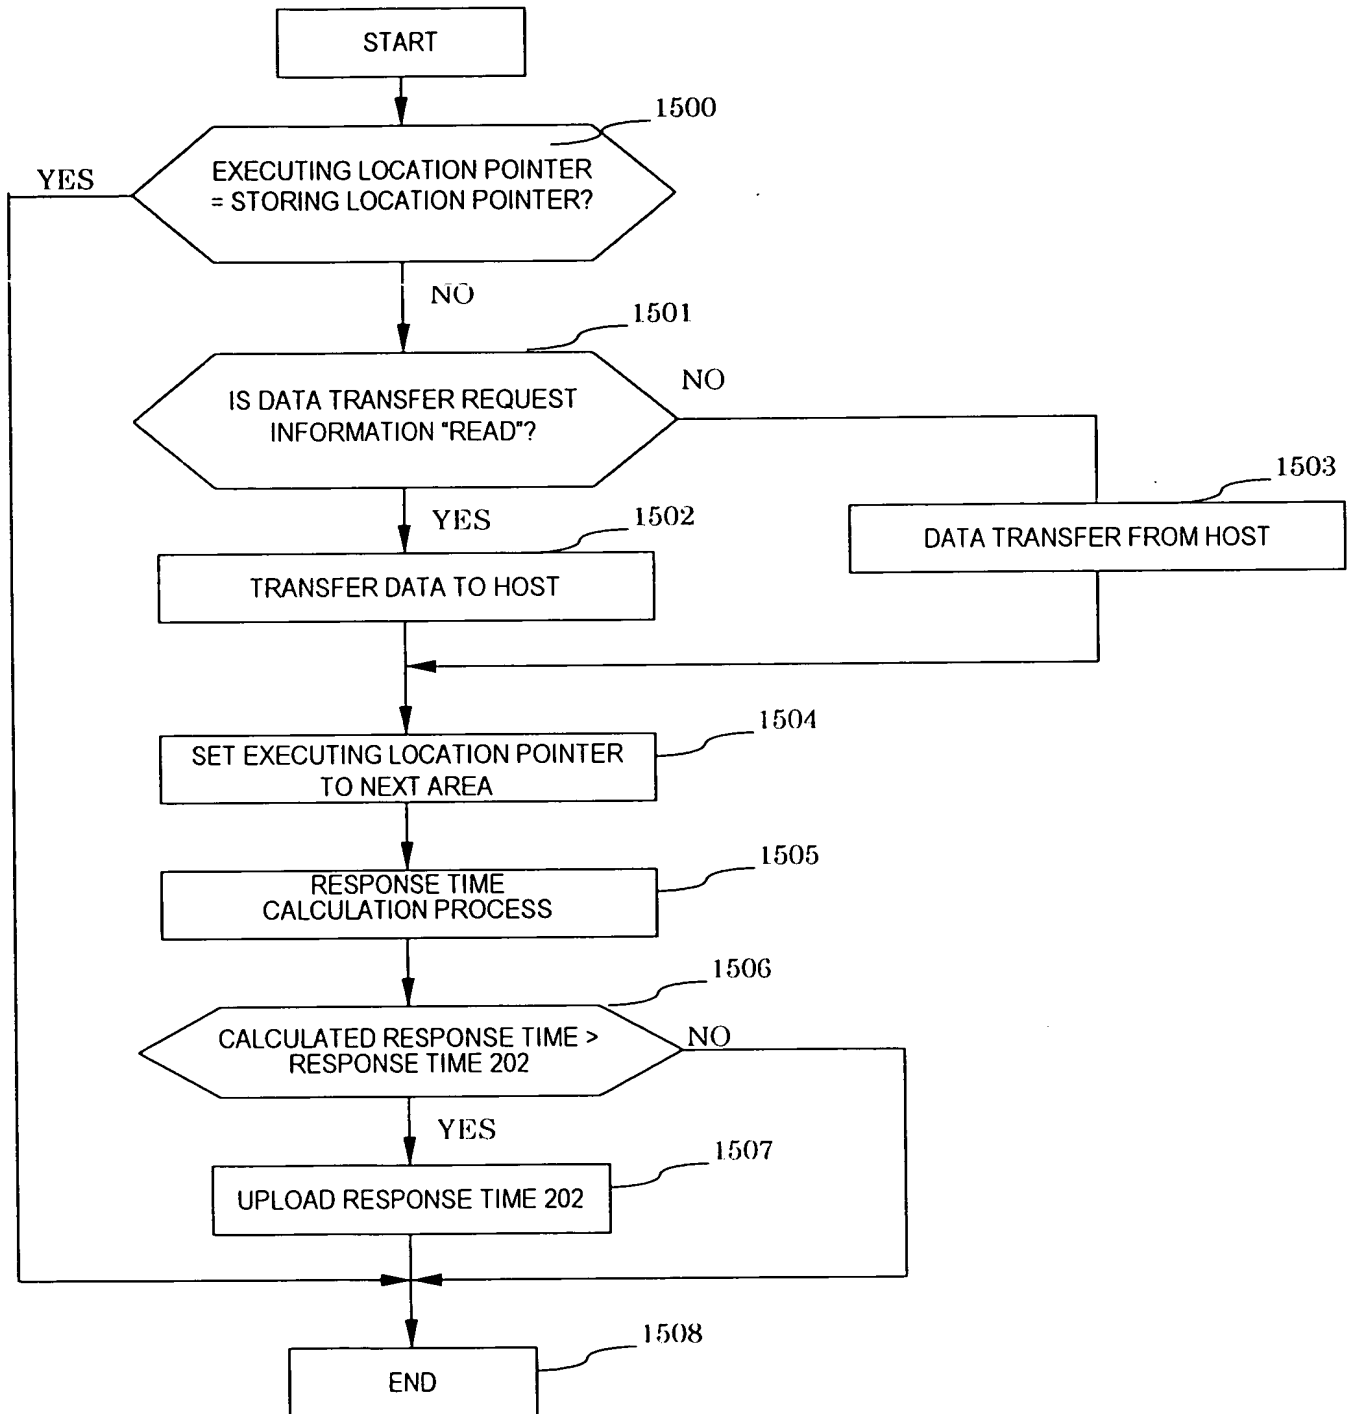 START
1500
EXECUTING LOCATION POINTER
= STORING LOCATION POINTER?
YES
NO
1501
IS DATA TRANSFER REQUEST
INFORMATION "READ"?
NO
YES
1502
TRANSFER DATA TO HOST
1503
DATA TRANSFER FROM HOST
1504
SET EXECUTING LOCATION POINTER
TO NEXT AREA
1505
RESPONSE TIME
CALCULATION PROCESS
1506
CALCULATED RESPONSE TIME >
RESPONSE TIME 202
NO
YES
1507
UPLOAD RESPONSE TIME 202
1508
END